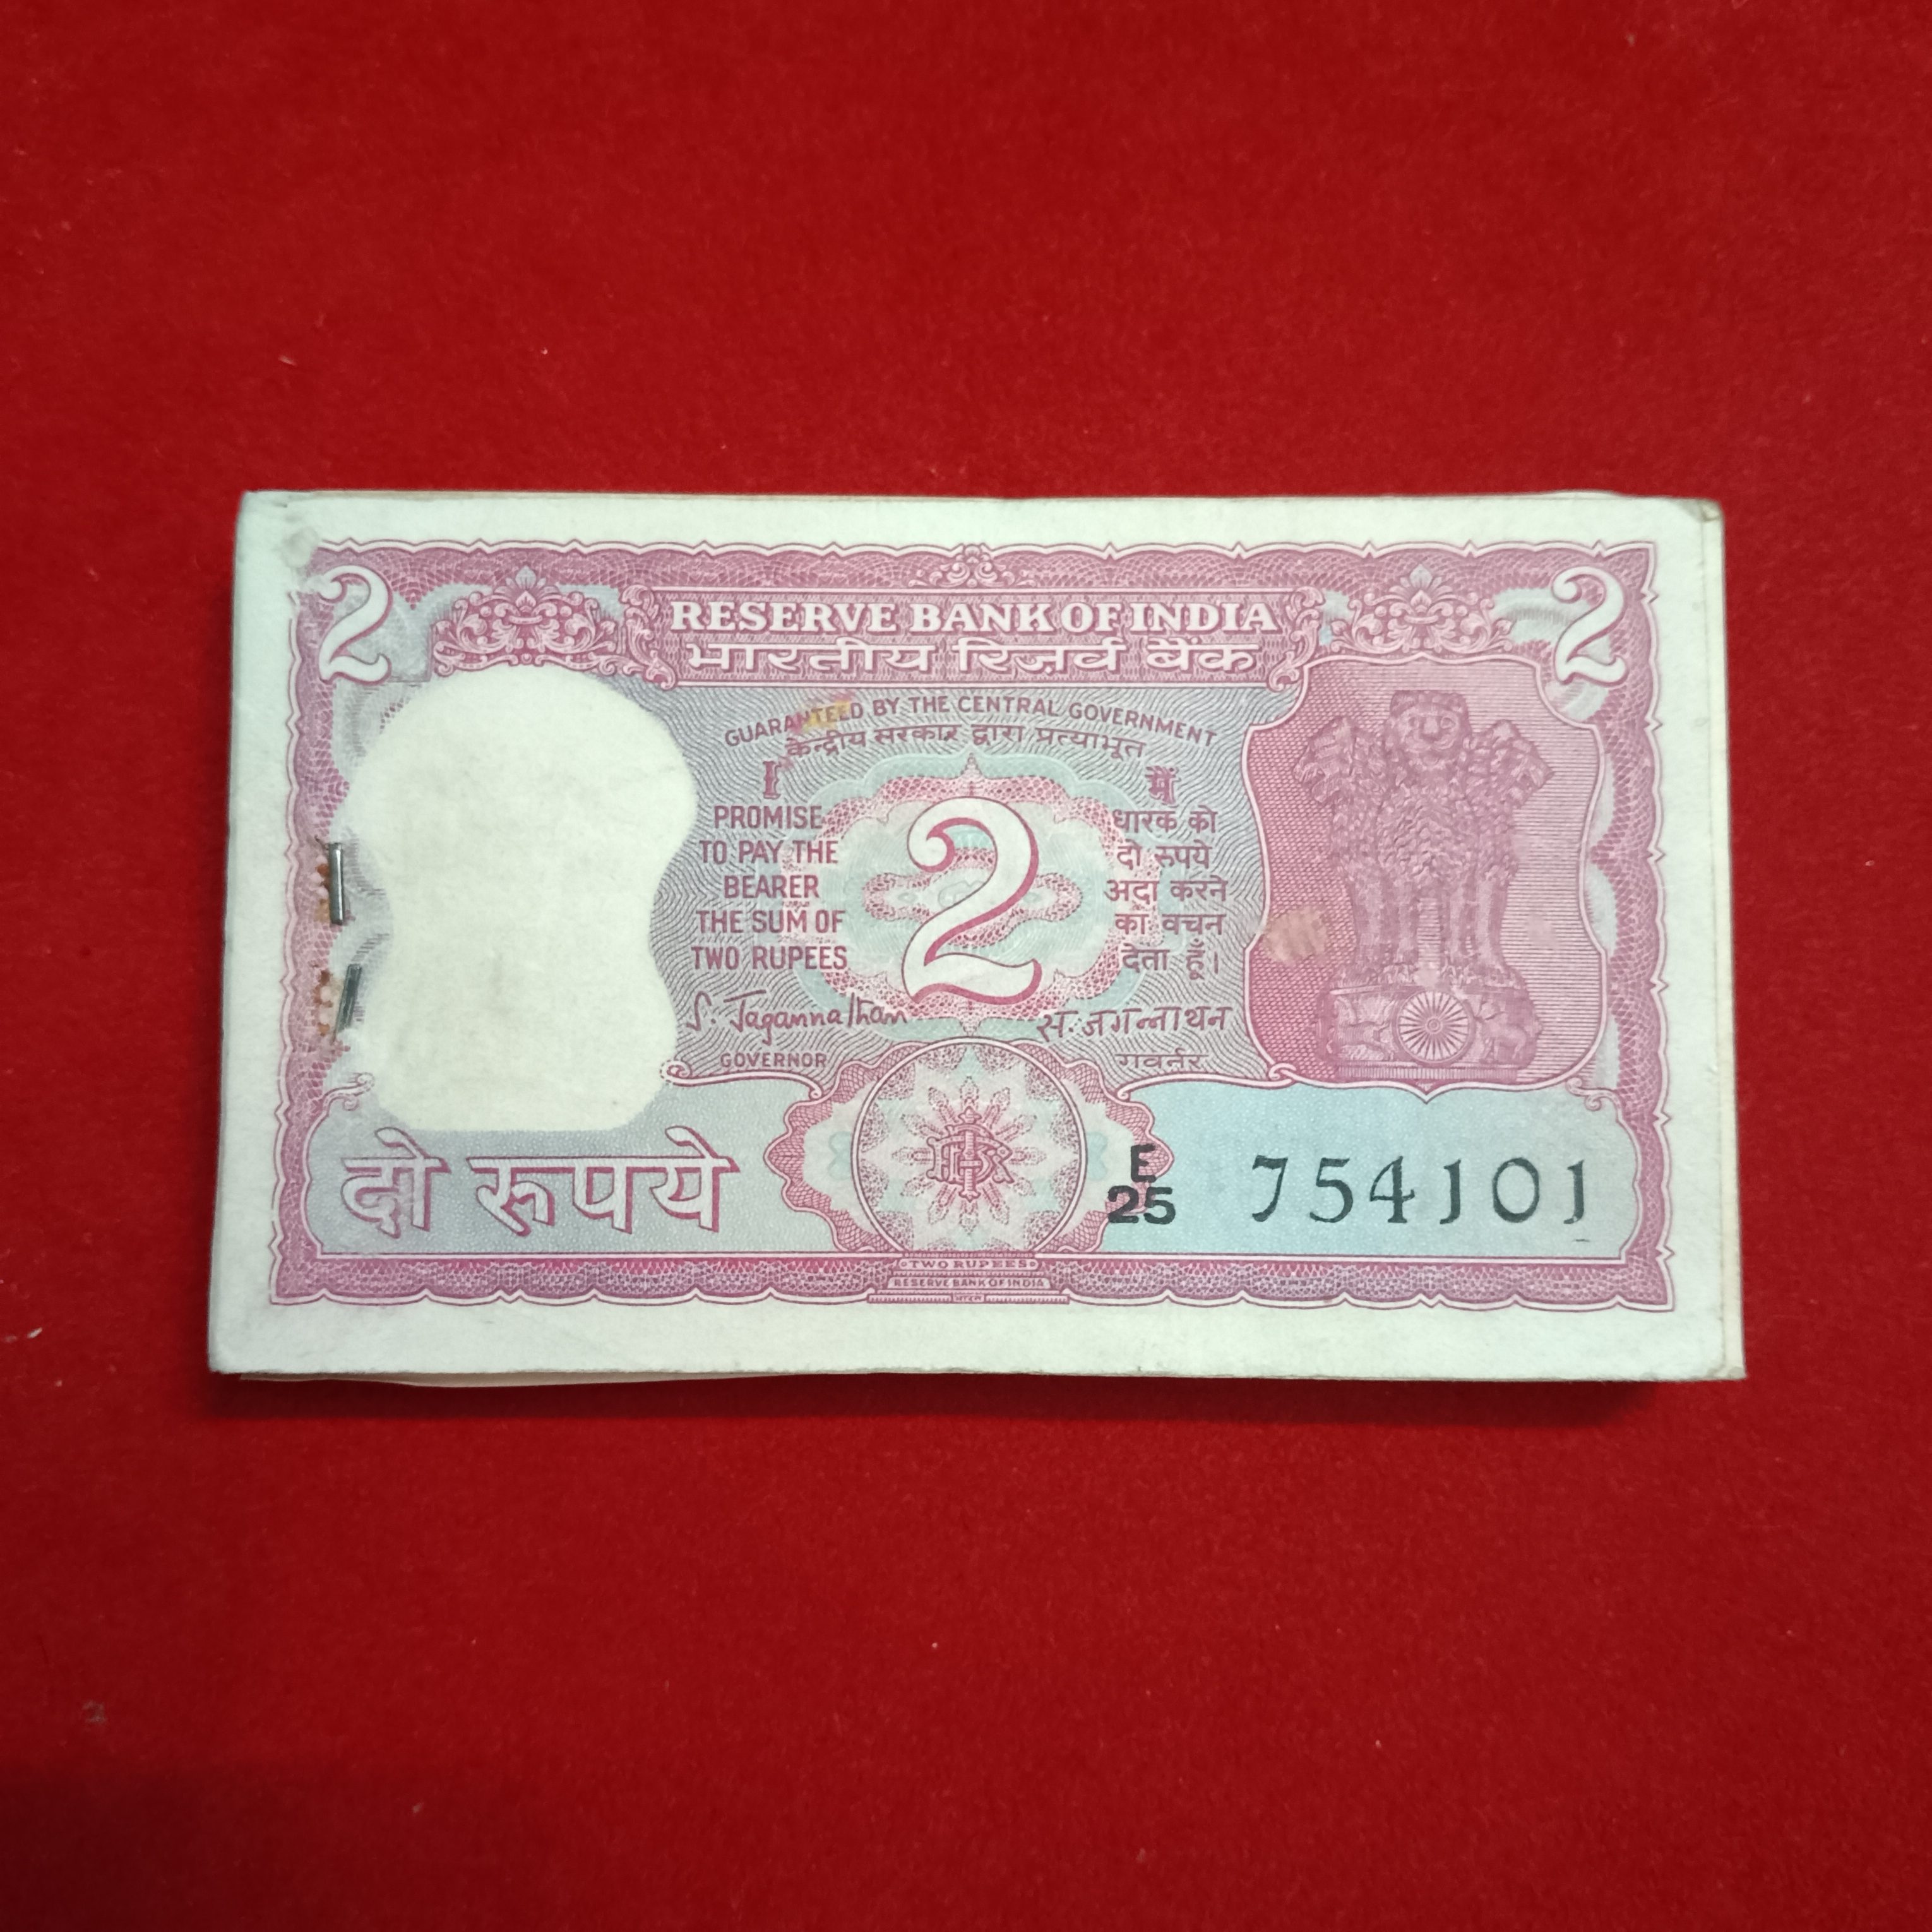 2
2
RESERVE BANK OF INDIA
भारतीय रिज़र्व बैंक
GUARANTEED BY THE CENTRAL GOVERNMENT
केन्द्रीय सरकार द्वारा प्रत्याभूत
I
PROMISE
TO PAY THE
BEARER
THE SUM OF
TWO RUPEES
2
मैं
धारक को
दो रुपये
अदा करने
का वचन
देता हूँ।
S. Jagannathan
GOVERNOR
स. जगन्नाथन
गवर्नर
दो रुपये
E
25
754101
TWO RUPEES
RESERVE BANK OF INDIA